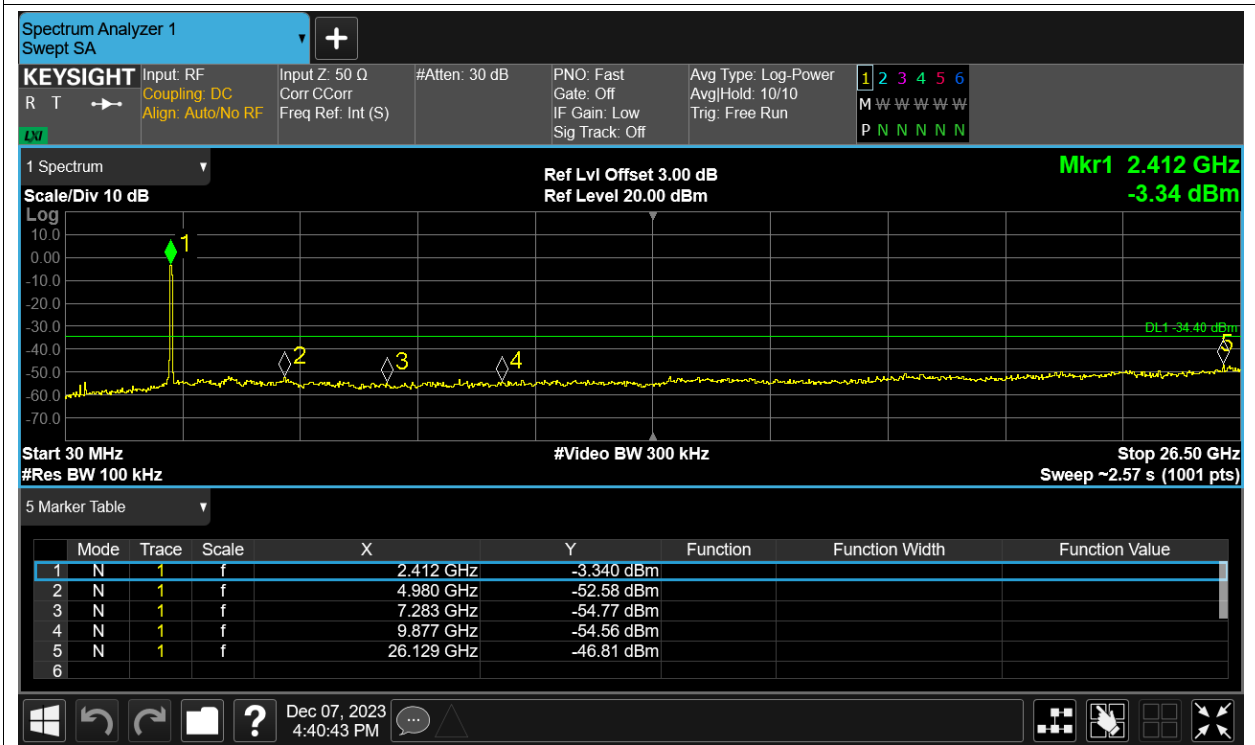 Spectrum Analyzer 1
Swept SA
KEYSIGHT
R T
LXI
Input: RF
Coupling: DC
Align: Auto/No RF
Input Z: 50 Ω
Corr CCorr
Freq Ref: Int (S)
#Atten: 30 dB
PNO: Fast
Gate: Off
IF Gain: Low
Sig Track: Off
Avg Type: Log-Power
Avg|Hold: 10/10
Trig: Free Run
1 2 3 4 5 6
M W W W W W
P N N N N N
1 Spectrum
Scale/Div 10 dB
Ref Lvl Offset 3.00 dB
Ref Level 20.00 dBm
Mkr1 2.412 GHz
-3.34 dBm
Log
10.0
0.00
-10.0
-20.0
-30.0
-40.0
-50.0
-60.0
-70.0
1
2
3
4
5
DL1 -34.40 dBm
Start 30 MHz
#Video BW 300 kHz
Stop 26.50 GHz
#Res BW 100 kHz
Sweep ~2.57 s (1001 pts)
5 Marker Table
Mode Trace Scale X Y Function Function Width Function Value
1 N 1 f 2.412 GHz -3.340 dBm
2 N 1 f 4.980 GHz -52.58 dBm
3 N 1 f 7.283 GHz -54.77 dBm
4 N 1 f 9.877 GHz -54.56 dBm
5 N 1 f 26.129 GHz -46.81 dBm
6
?
Dec 07, 2023
4:40:43 PM